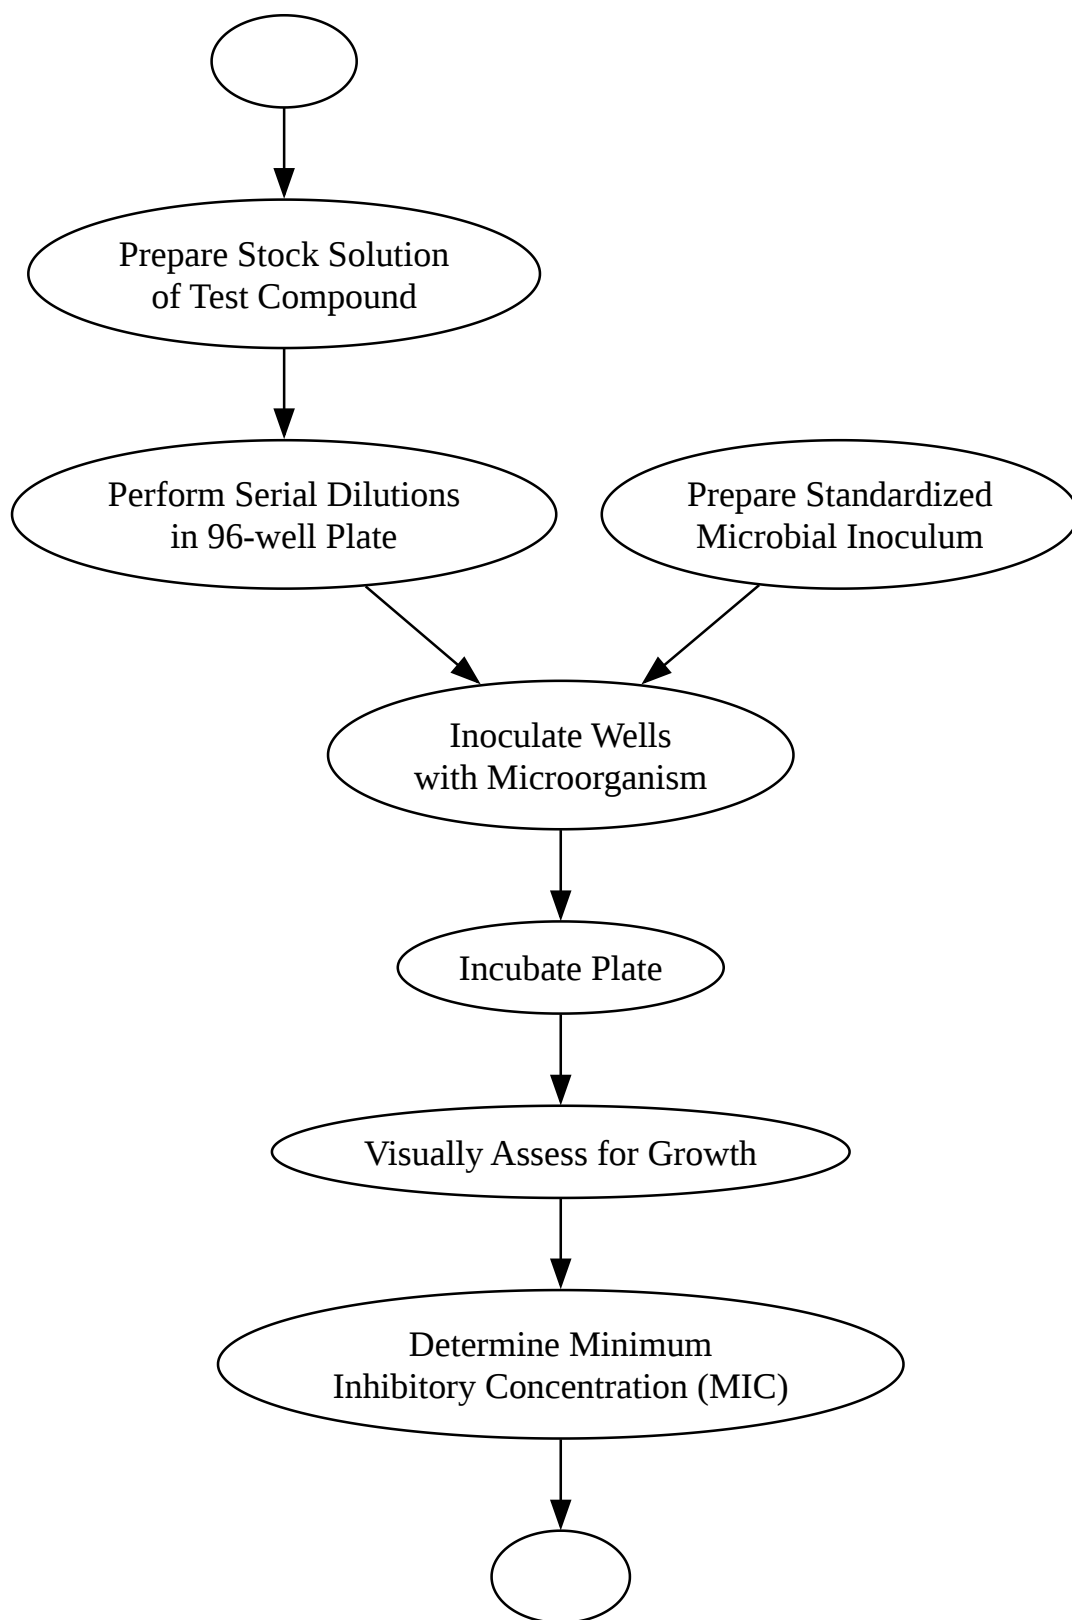 Prepare Stock Solution
of Test Compound
Perform Serial Dilutions
in 96-well Plate
Prepare Standardized
Microbial Inoculum
Inoculate Wells
with Microorganism
Incubate Plate
Visually Assess for Growth
Determine Minimum
Inhibitory Concentration (MIC)